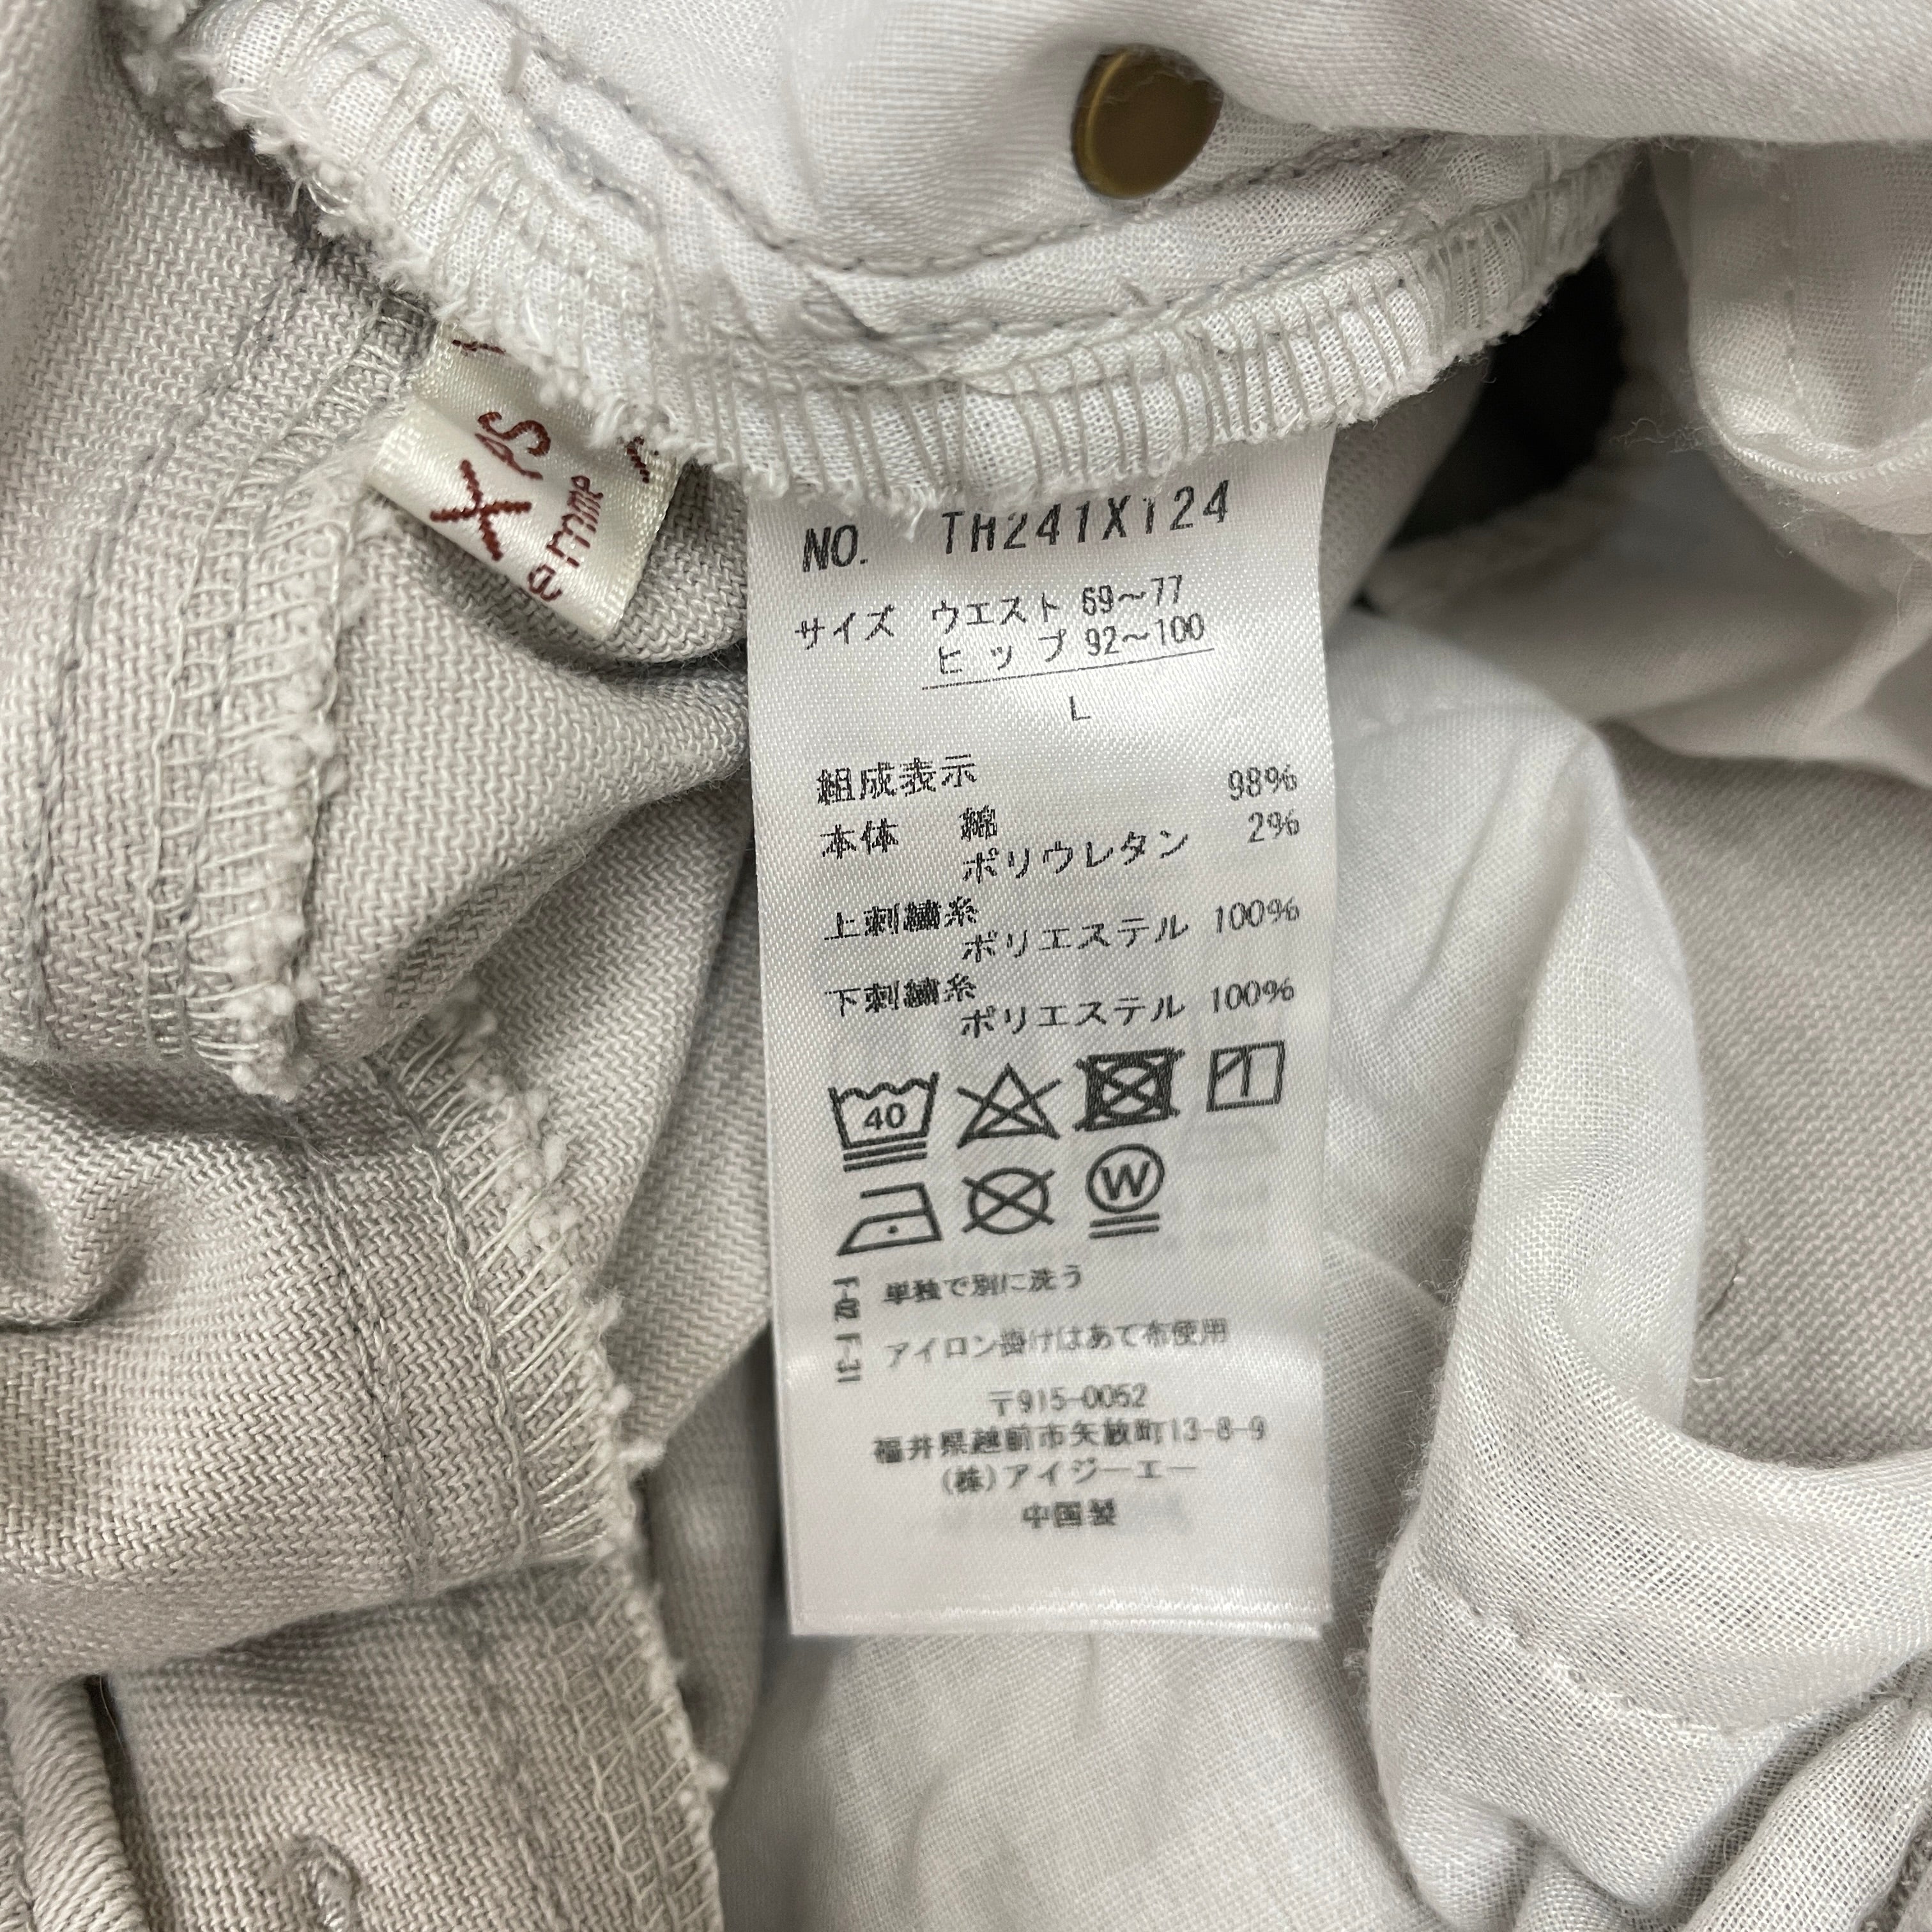 X
PS
emme
NO. TH241X124
サイズ ウエスト 69～77
ヒップ 92～100
L
組成表示
本体 綿 98%
ポリウレタン 2%
上刺繍糸
ポリエステル 100%
下刺繍糸
ポリエステル 100%
40
W
単独で別に洗う
アイロン掛けはあて布使用
〒915-0052
福井県越前市矢放町13-8-9
(株)アイジーエー
中国製